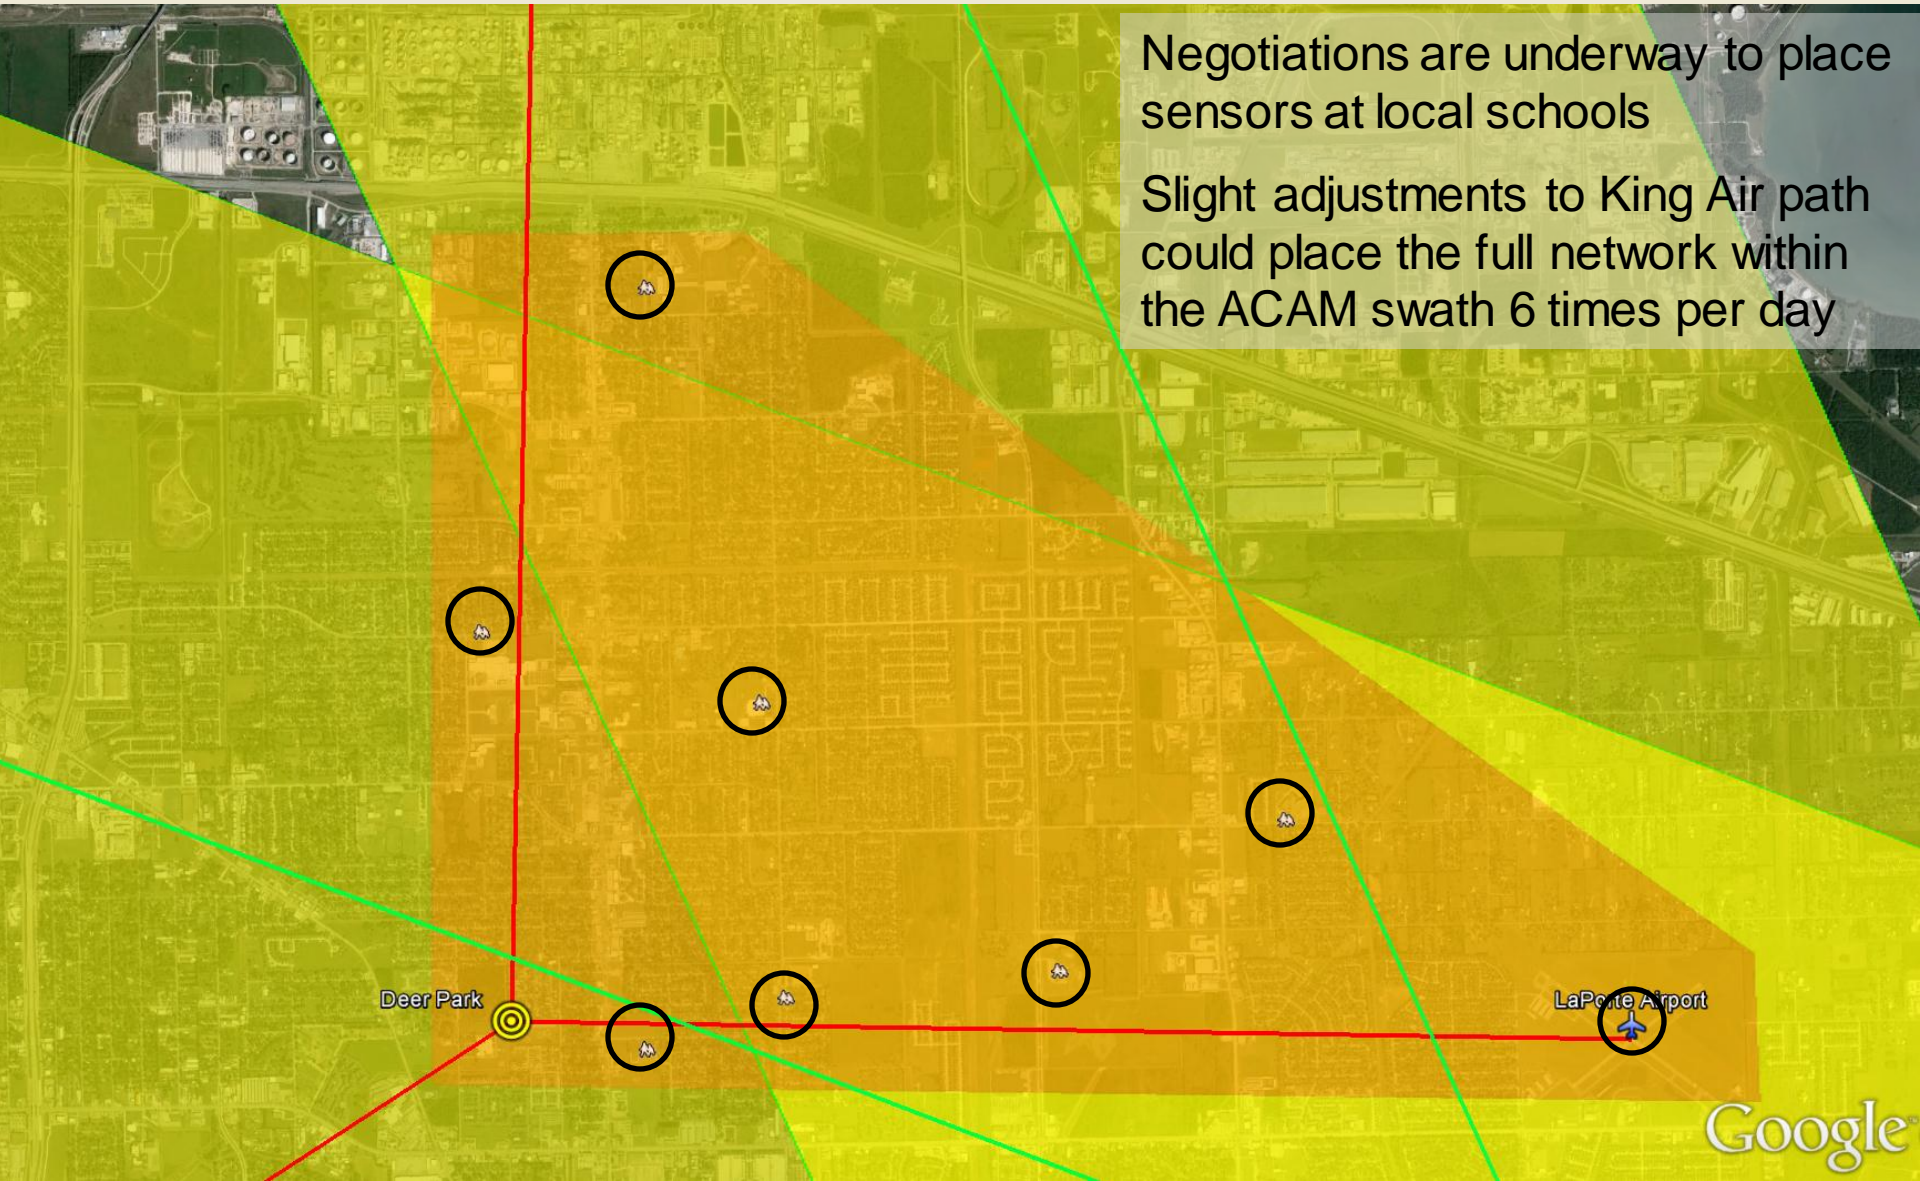 Negotiations are underway to place
sensors at local schools
Slight adjustments to King Air path
could place the full network within
the ACAM swath 6 times per day
Deer Park
LaPorte Airport
Google